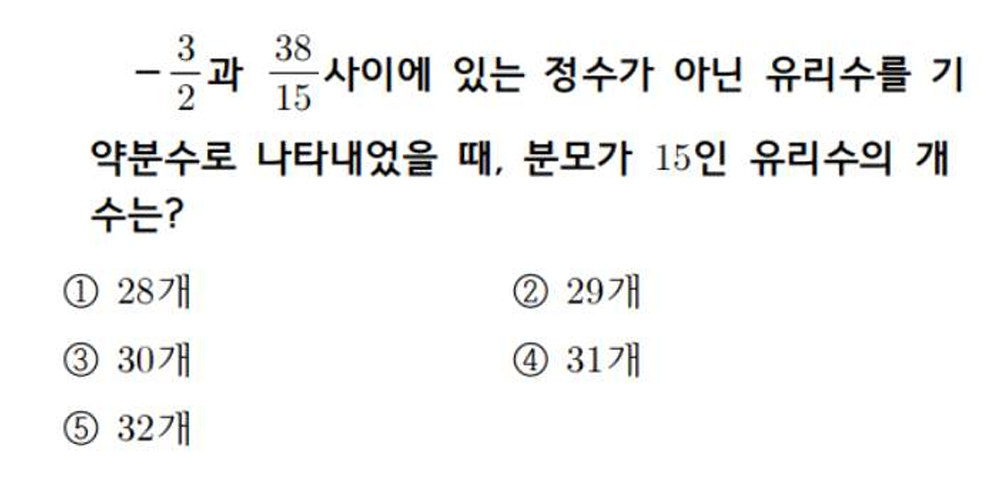 $-\frac{3}{2}$과 $\frac{38}{15}$사이에 있는 정수가 아닌 유리수를 기
약분수로 나타내었을 때, 분모가 15인 유리수의 개
수는?
① 28개 ② 29개
③ 30개 ④ 31개
⑤ 32개